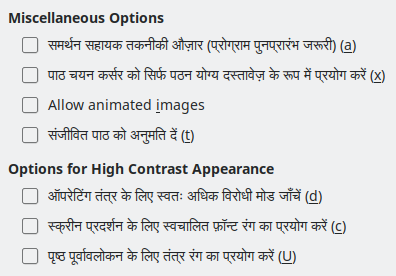 Miscellaneous Options
समर्थन सहायक तकनीकी औज़ार (प्रोग्राम पुनप्रारंभ जरूरी) (a)
पाठ चयन कर्सर को सिर्फ पठन योग्य दस्तावेज़ के रूप में प्रयोग करें (x)
Allow animated images
संजीवित पाठ को अनुमति दें (t)
Options for High Contrast Appearance
ऑपरेटिंग तंत्र के लिए स्वतः अधिक विरोधी मोड जाँचें (d)
स्क्रीन प्रदर्शन के लिए स्वचालित फ़ॉन्ट रंग का प्रयोग करें (c)
पृष्ठ पूर्वावलोकन के लिए तंत्र रंग का प्रयोग करें (U)